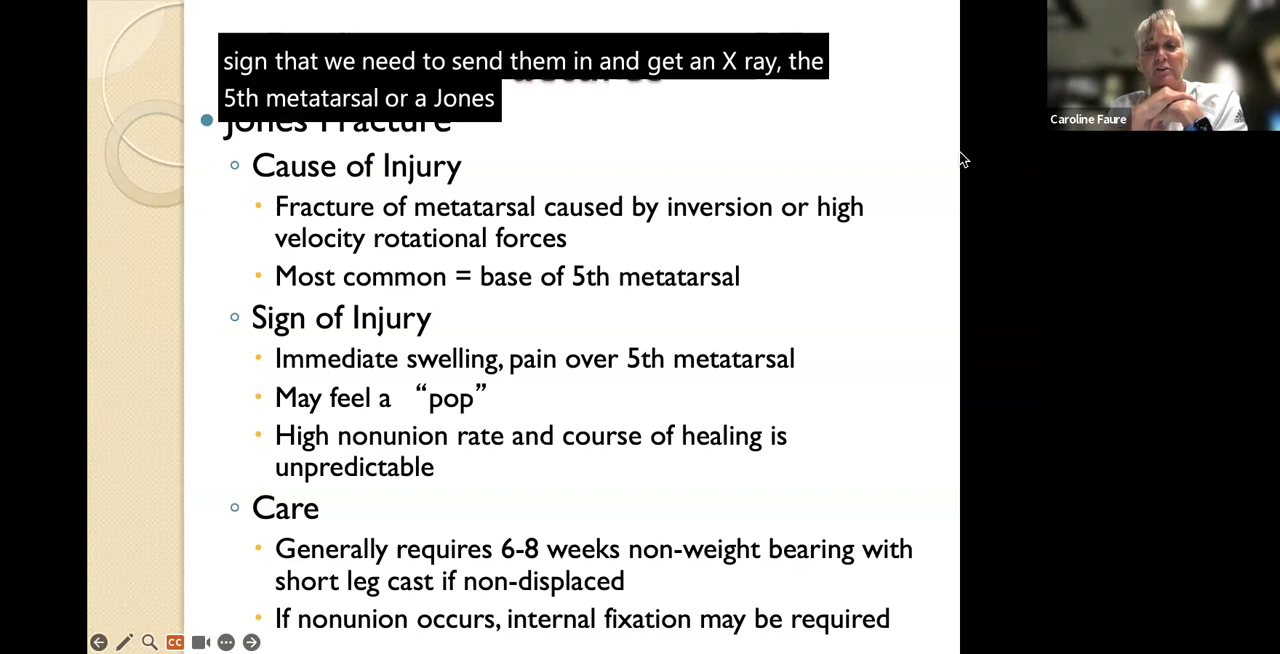 sign that we need to send them in and get an X ray, the
5th metatarsal or a Jones
Jones Fracture
Cause of Injury
Fracture of metatarsal caused by inversion or high
velocity rotational forces
Most common = base of 5th metatarsal
Sign of Injury
Immediate swelling, pain over 5th metatarsal
May feel a “pop”
High nonunion rate and course of healing is
unpredictable
Care
Generally requires 6-8 weeks non-weight bearing with
short leg cast if non-displaced
If nonunion occurs, internal fixation may be required
CC
Caroline Faure